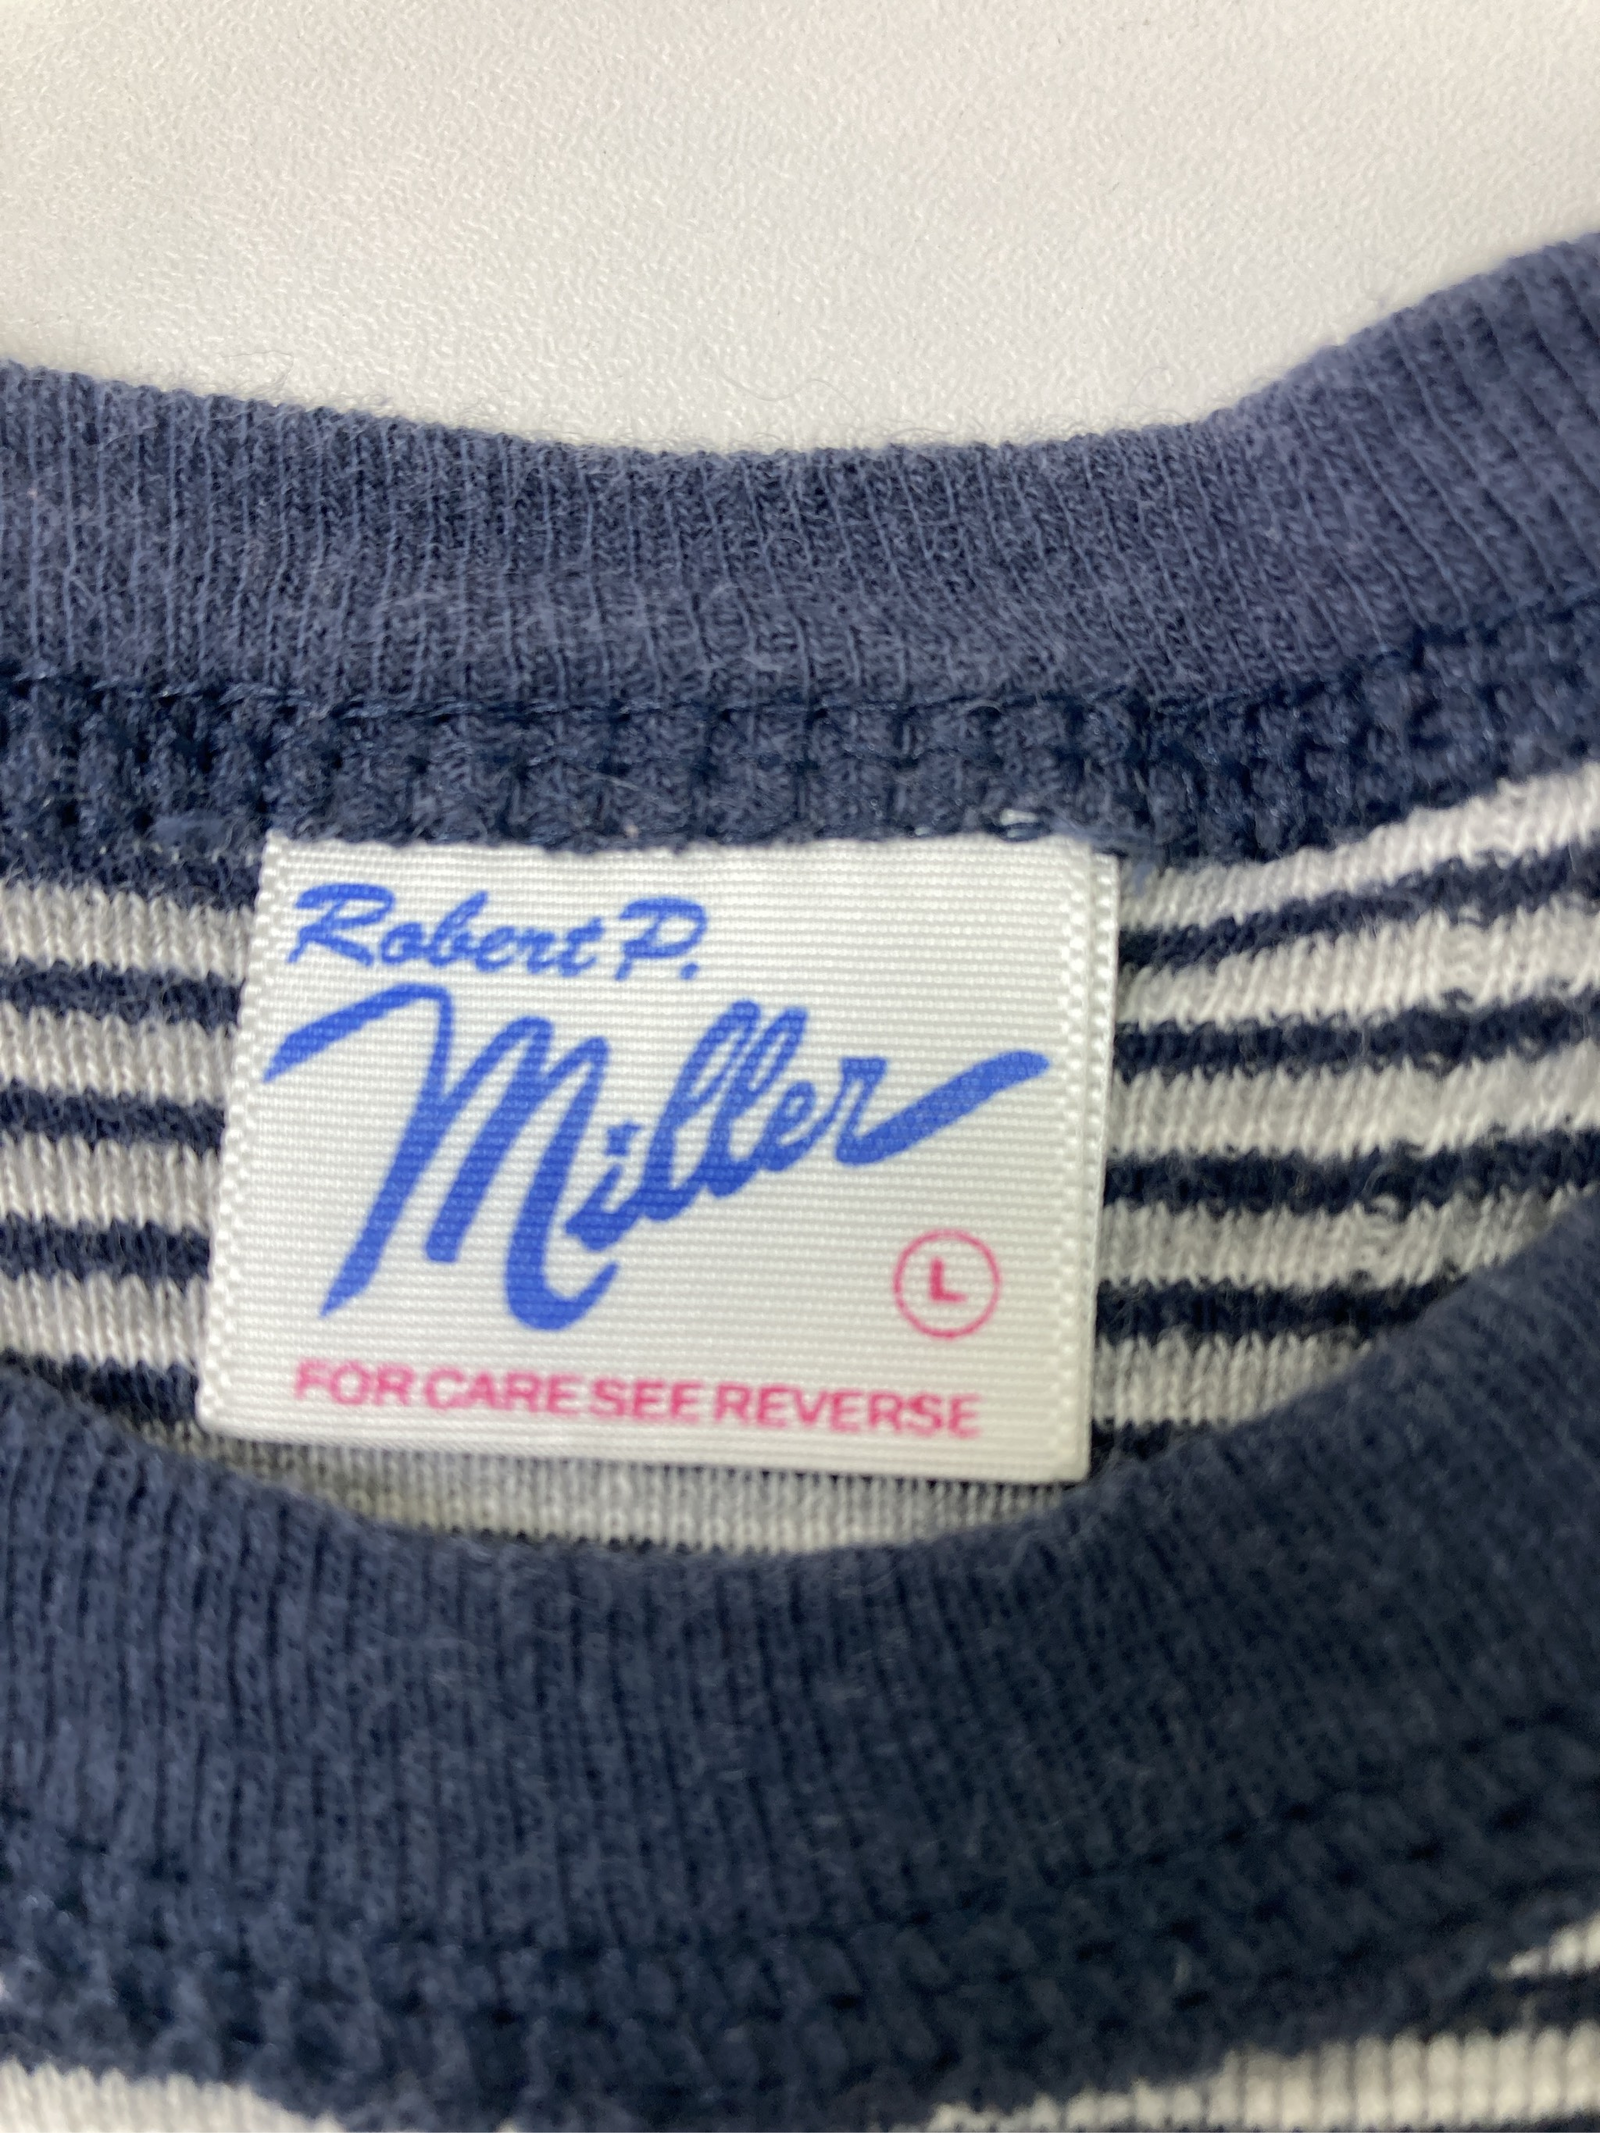 Robert P.
Miller
L
FOR CARE SEE REVERSE